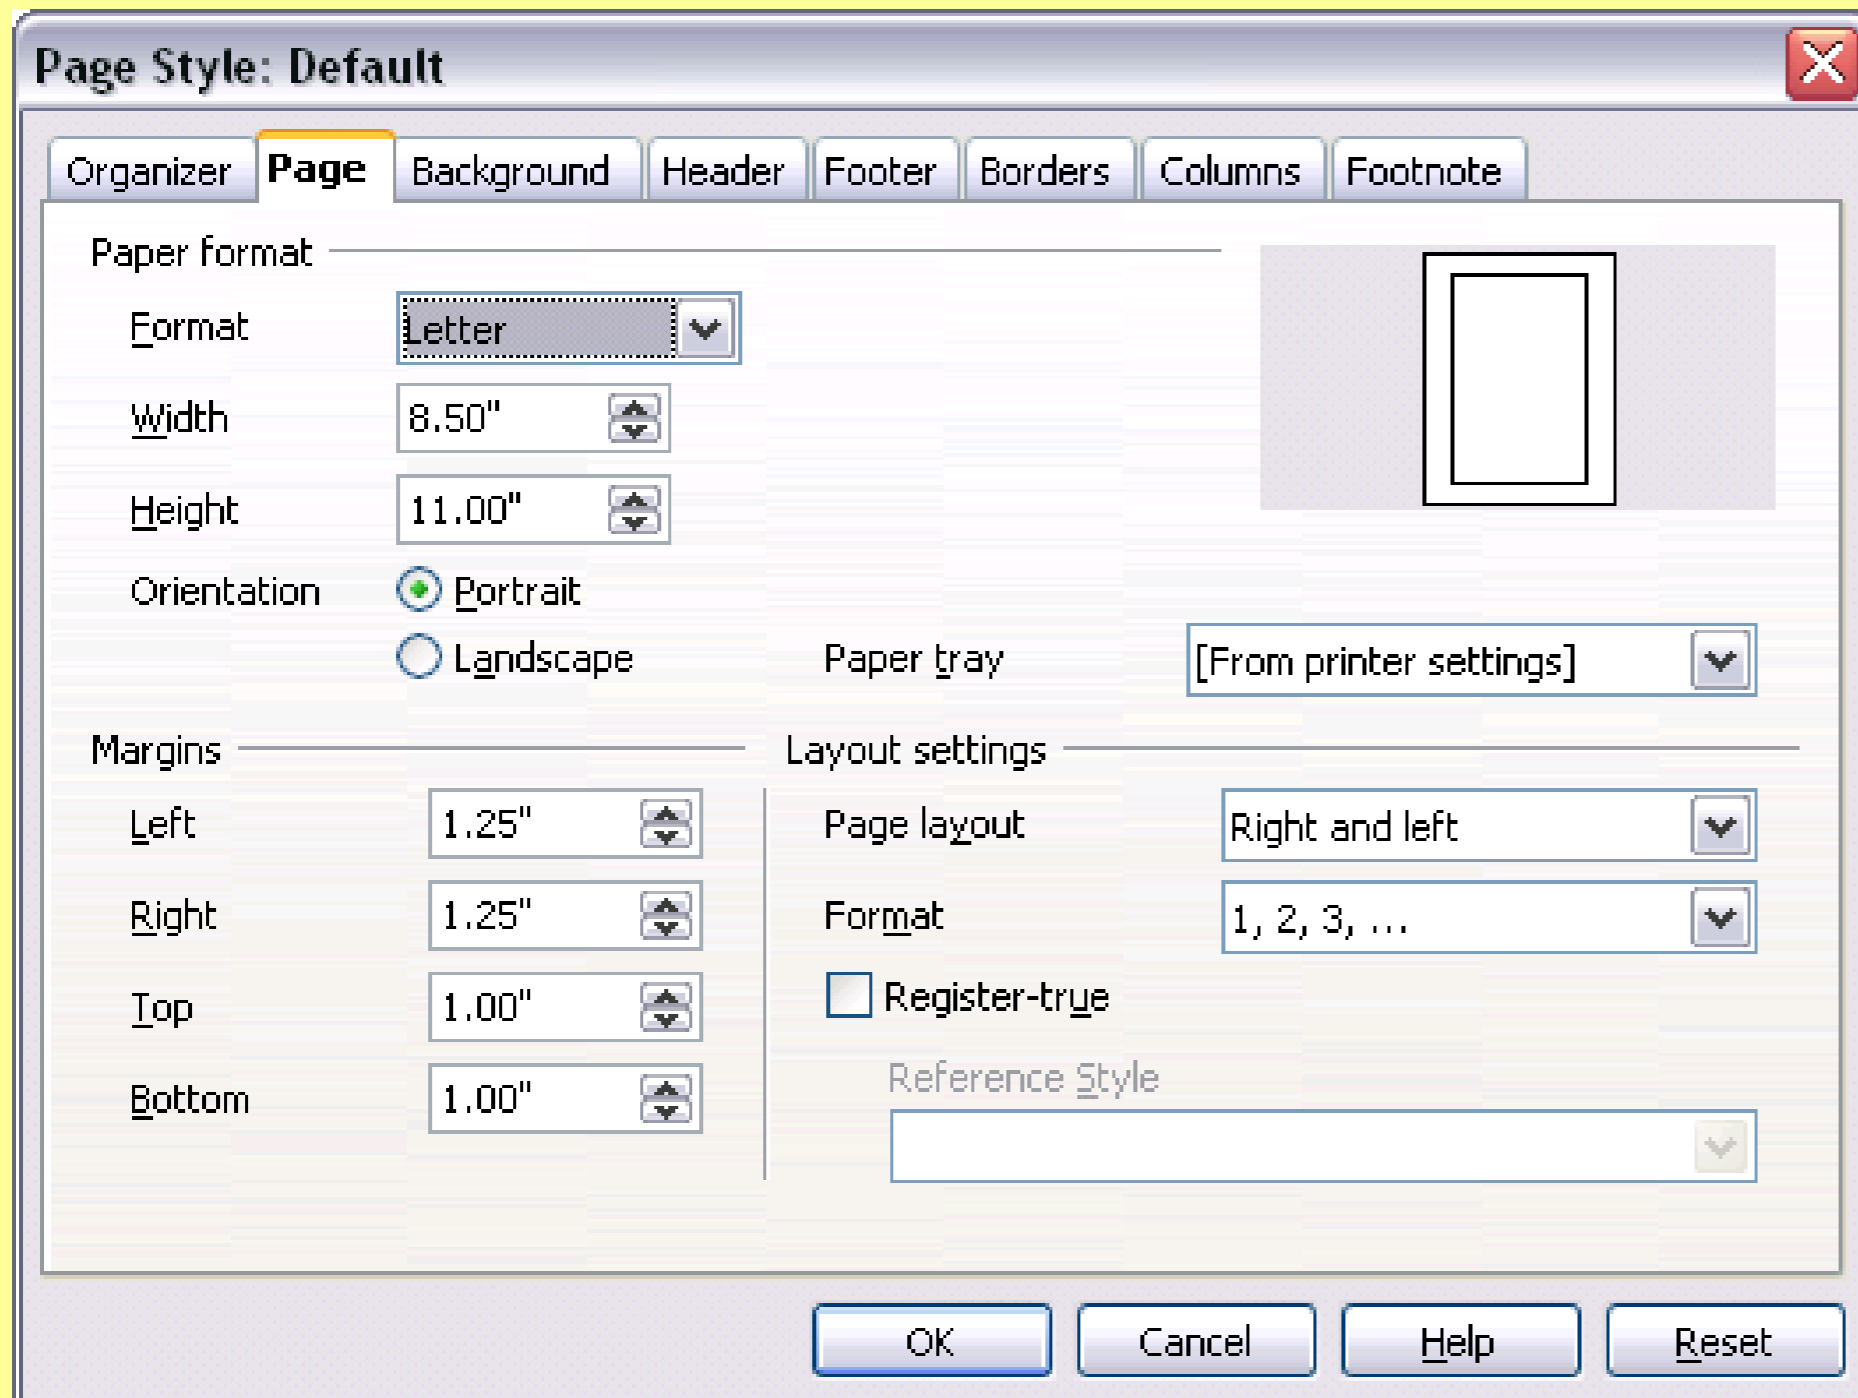 Page Style: Default
Organizer Page Background Header Footer Borders Columns Footnote
Paper format
Format Letter
Width 8.50"
Height 11.00"
Orientation Portrait
Landscape
Paper tray [From printer settings]
Margins
Left 1.25"
Right 1.25"
Top 1.00"
Bottom 1.00"
Layout settings
Page layout Right and left
Format 1, 2, 3, ...
Register-true
Reference Style
OK Cancel Help Reset